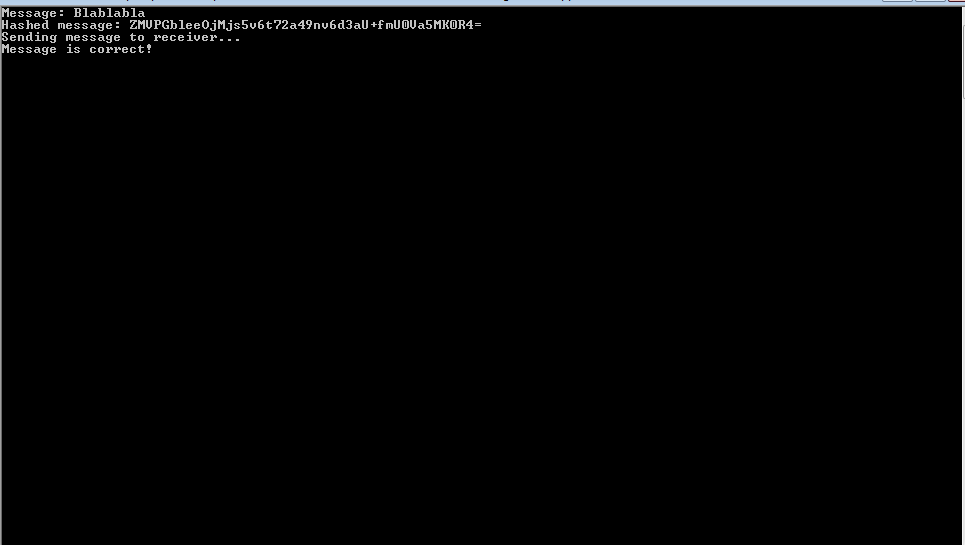 Message: Blablabla
Hashed message: ZMVPGbleeOjMjs5v6t72a49nv6d3aU+fmU0Va5MK0R4=
Sending message to receiver...
Message is correct!